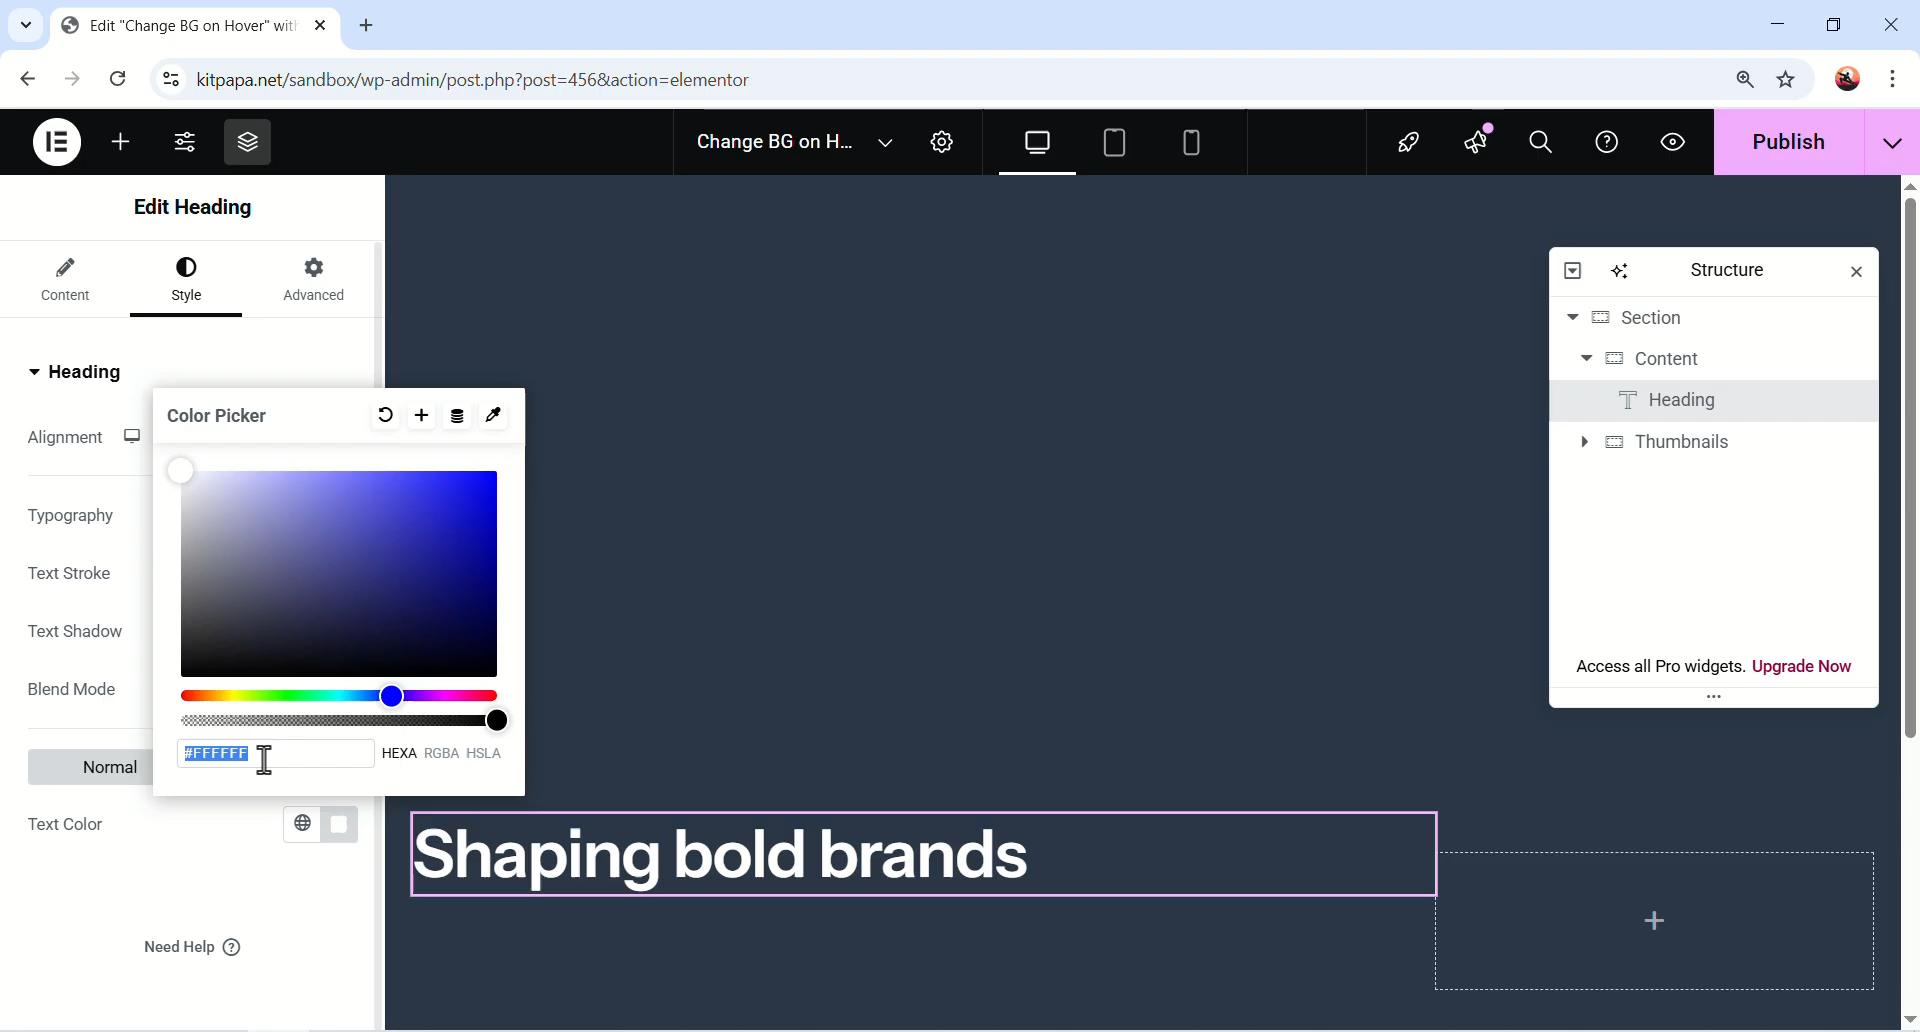 Edit "Change BG on Hover" with
kitpapa.net/sandbox/wp-admin/post.php?post=456&action=elementor
Change BG on H...
Publish
Edit Heading
Content
Style
Advanced
Heading
Color Picker
Alignment
Typography
Text Stroke
Text Shadow
Blend Mode
#FFFFFF
HEXA RGBA HSLA
Normal
Text Color
Need Help
Structure
Section
Content
Heading
Thumbnails
Access all Pro widgets. Upgrade Now
Shaping bold brands